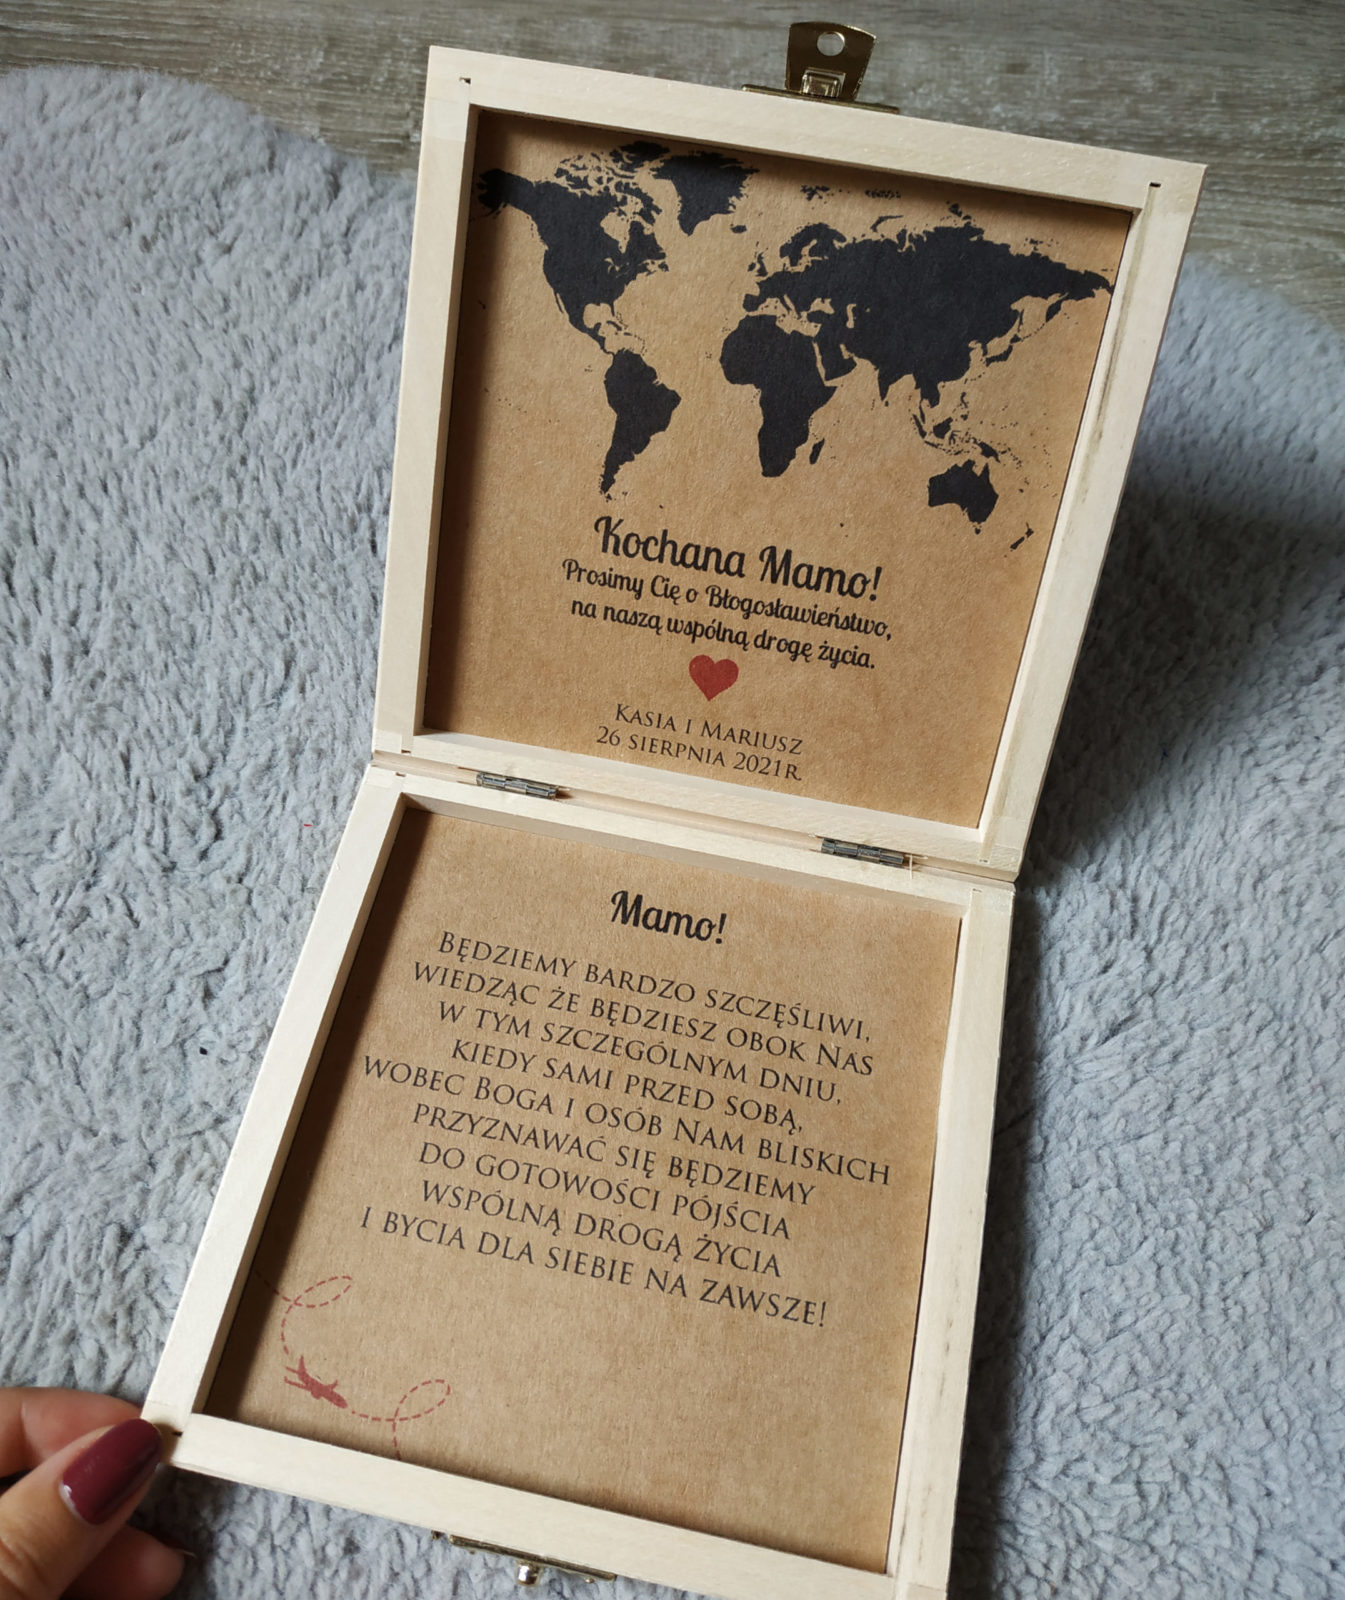 Kochana Mamo!
Prosimy Cię o Błogosławieństwo,
na naszą wspólną drogę życia.
Kasia i Mariusz
26 sierpnia 2021r.
Mamo!
Będziemy bardzo szczęśliwi,
wiedząc że będziesz obok Nas
w tym szczególnym dniu,
kiedy sami przed sobą,
wobec Boga i osób Nam bliskich
przyznawać się będziemy
do gotowości pójścia
wspólną drogą życia
i bycia dla siebie na zawsze!